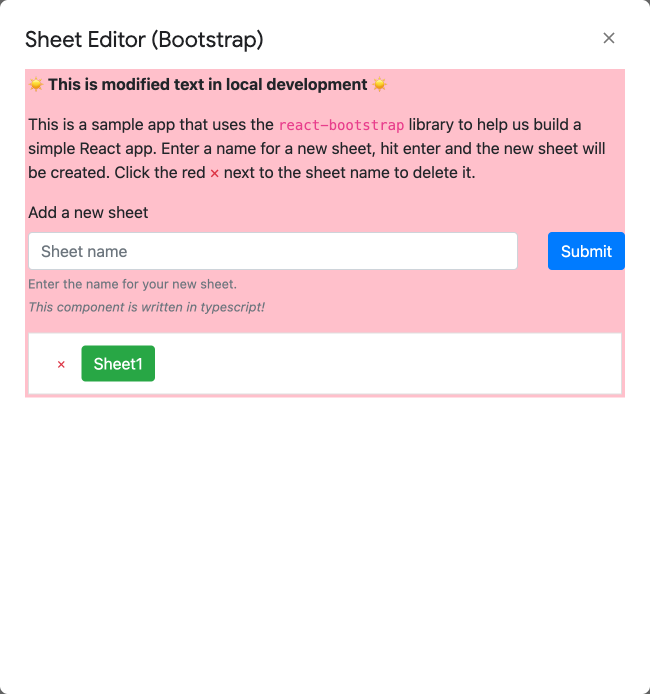 Sheet Editor (Bootstrap)
☀️ This is modified text in local development ☀️
This is a sample app that uses the react-bootstrap library to help us build a
simple React app. Enter a name for a new sheet, hit enter and the new sheet will
be created. Click the red × next to the sheet name to delete it.
Add a new sheet
Sheet name
Submit
Enter the name for your new sheet.
This component is written in typescript!
× Sheet1